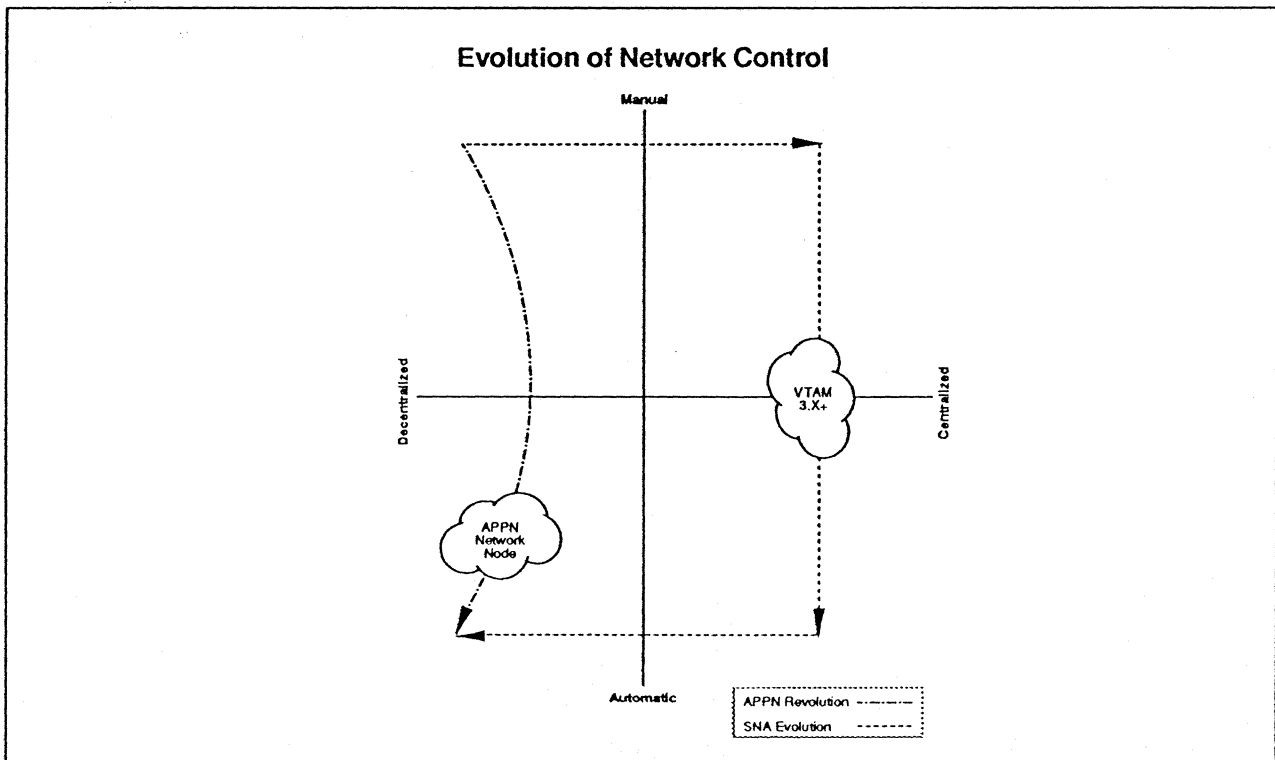 Evolution of Network Control
Manual
Decentralized
VTAM
3.X+
Centralized
APPN
Network
Node
Automatic
APPN Revolution
SNA Evolution